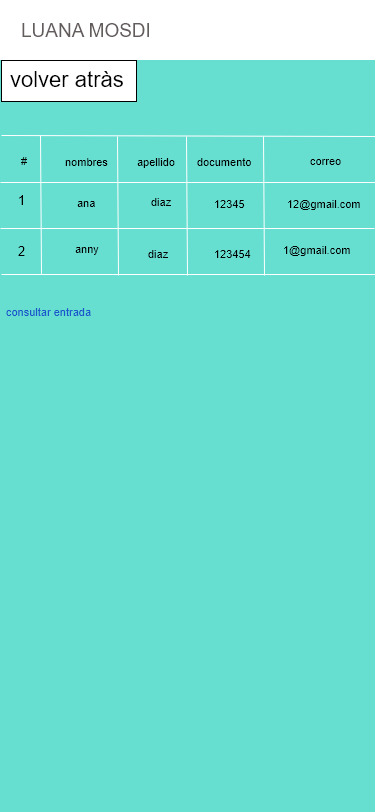 LUANA MOSDI
volver atràs
# nombres apellido documento correo
1 ana diaz 12345 12@gmail.com
2 anny diaz 123454 1@gmail.com
consultar entrada